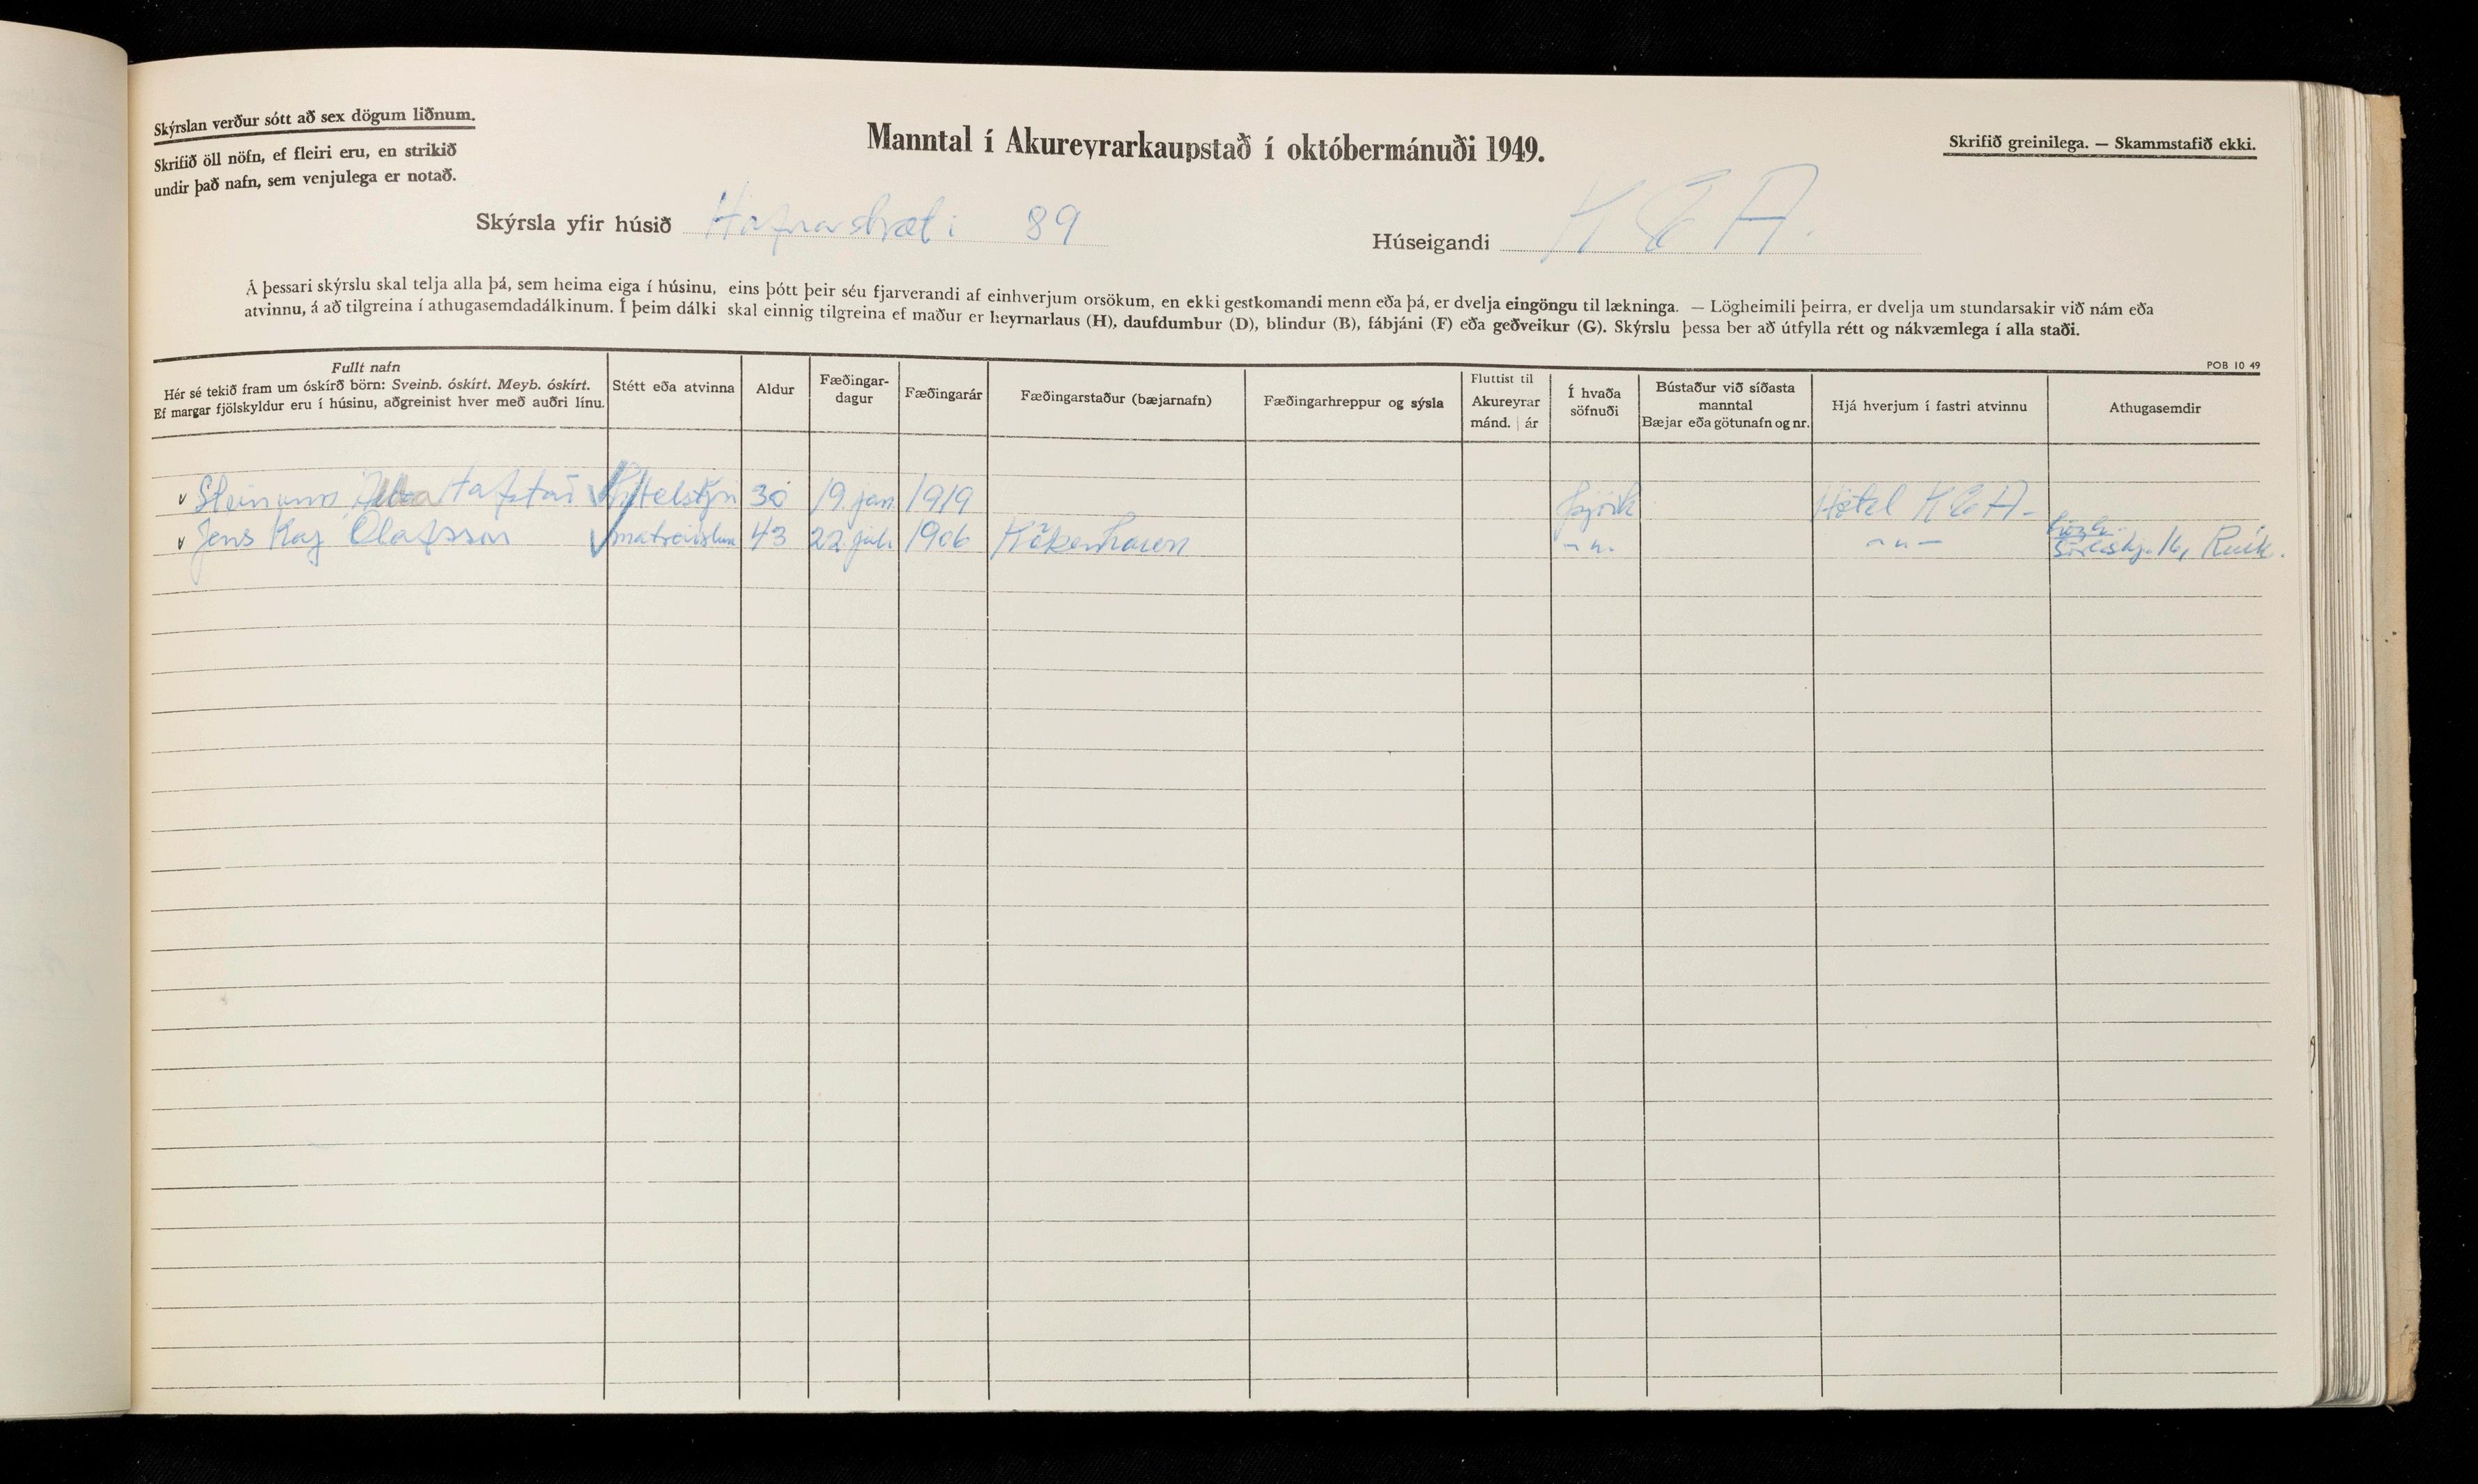 Skýrslan verður sótt að sex dögum liðnum.
Skrifið öll nöfn, ef fleiri eru, en strikið
undir það nafn, sem venjulega er notað.
Manntal í Akureyrarkaupstað í októbermánuði 1949.
Skrifið greinilega. — Skammstafið ekki.
Skýrsla yfir húsið Hafnarstræti 89
Húseigandi K E A.
Á þessari skýrslu skal telja alla þá, sem heima eiga í húsinu, eins þótt þeir séu fjarverandi af einhverjum orsökum, en ekki gestkomandi menn eða þá, er dvelja eingöngu til lækninga. — Lögheimili þeirra, er dvelja um stundarsakir við nám eða
atvinnu, á að tilgreina í athugasemdadálkinum. Í þeim dálki skal einnig tilgreina ef maður er heyrnarlaus (H), daufdumbur (D), blindur (B), fábjáni (F) eða geðveikur (G). Skýrslu þessa ber að útfylla rétt og nákvæmlega í alla staði.
POB 10 49
Fullt nafn
Hér sé tekið fram um óskírð börn: Sveinb. óskírt. Meyb. óskírt.
Ef margar fjölskyldur eru í húsinu, aðgreinist hver með auðri línu.
Stétt eða atvinna
Aldur
Fæðingar-
dagur
Fæðingarár
Fæðingarstaður (bæjarnafn)
Fæðingarhreppur og sýsla
Fluttist til
Akureyrar
mánd. ár
Í hvaða
söfnuði
Bústaður við síðasta
manntal
Bæjar eða götunafn og nr.
Hjá hverjum í fastri atvinnu
Athugasemdir
Steinunn Hafstað Hótelstýra 30 19. jan. 1919 þjóðk Hótel K E A -
Jens Kaj Ólafsson matreiðslum 43 22. júlí 1906 Kökenhaven - " - - " - 16, Rvík.